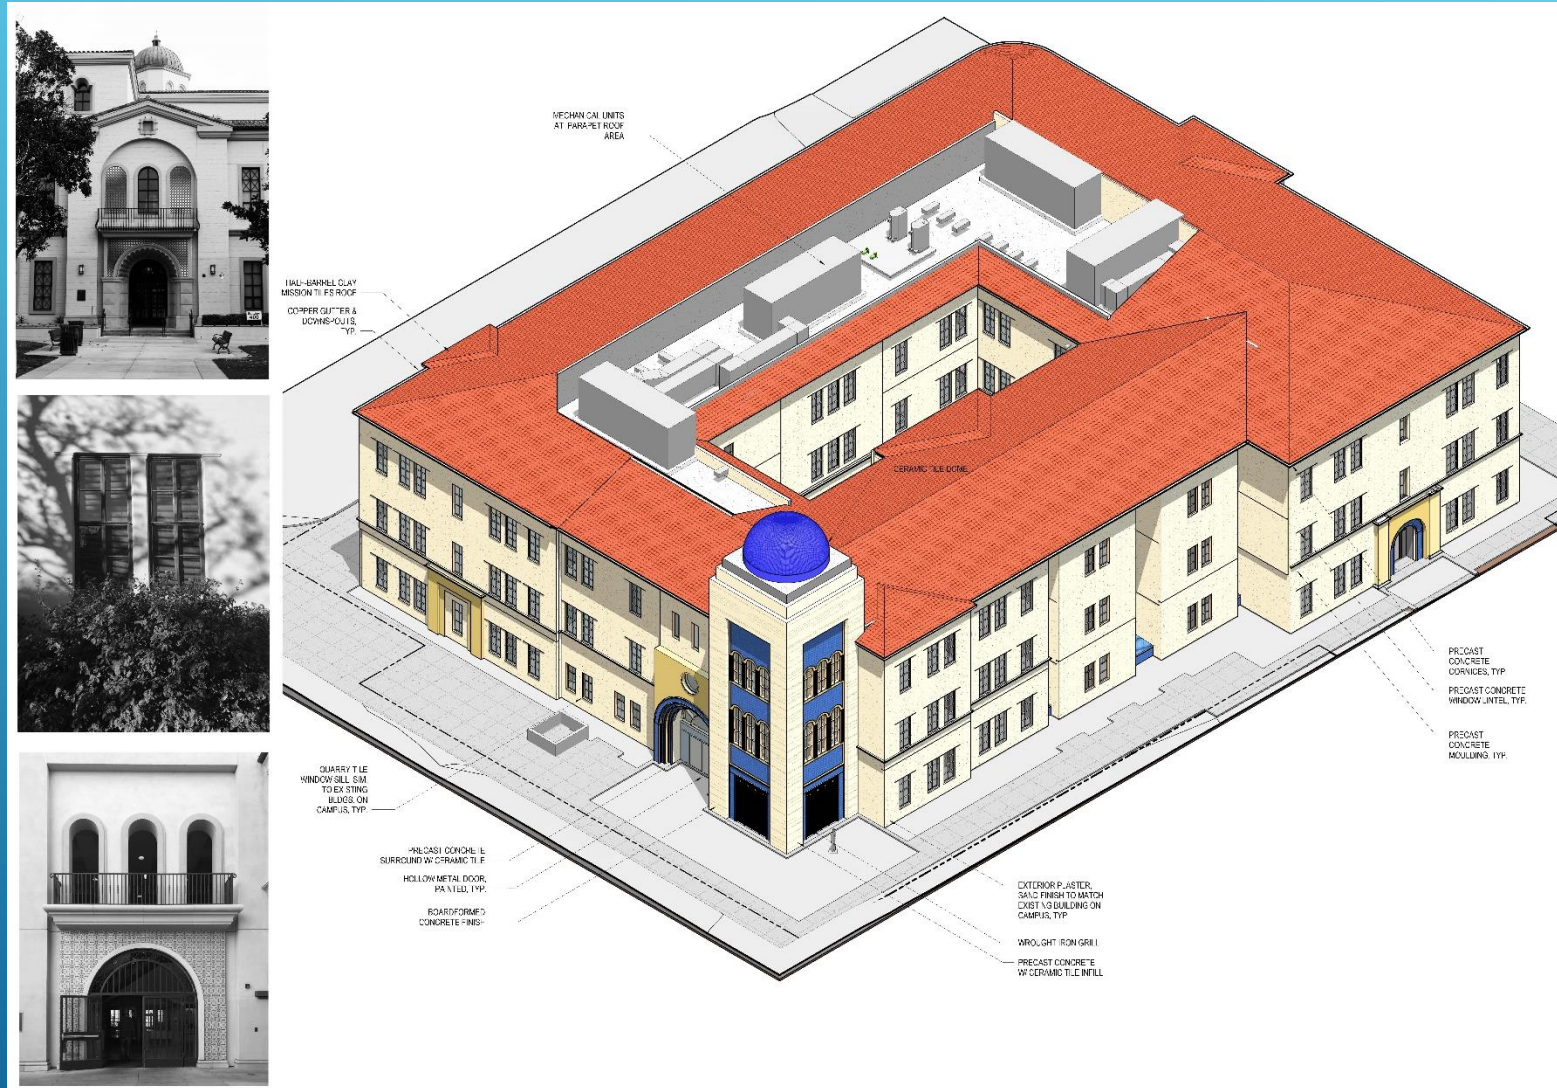 MECHANICAL UNITS
AT PARAPET ROOF
AREA
HALF-BARREL CLAY
MISSION TILES ROOF
COPPER GUTTER &
DOWNSPOUTS,
TYP.
CERAMIC TILE DOME
QUARRY TILE
WINDOW SILL, SIM.
TO EXISTING
BLDGS. ON
CAMPUS, TYP.
PRECAST CONCRETE
SURROUND W/ CERAMIC TILE
HOLLOW METAL DOOR,
PAINTED, TYP.
BOARDFORMED
CONCRETE FINISH
PRECAST
CONCRETE
CORNICES, TYP
PRECAST CONCRETE
WINDOW LINTEL, TYP.
PRECAST
CONCRETE
MOULDING, TYP.
EXTERIOR PLASTER,
SAND FINISH TO MATCH
EXISTING BUILDING ON
CAMPUS, TYP
WROUGHT IRON GRILL
PRECAST CONCRETE
W/ CERAMIC TILE INFILL